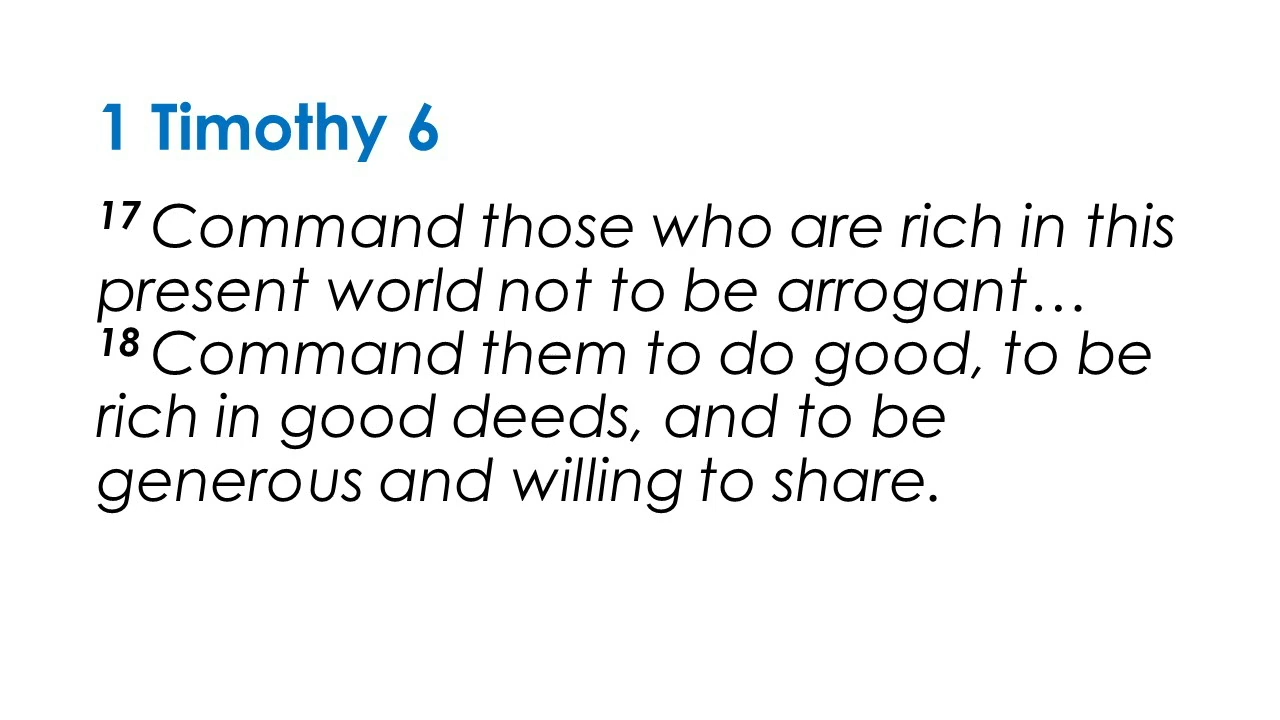 1 Timothy 6
17 Command those who are rich in this
present world not to be arrogant…
18 Command them to do good, to be
rich in good deeds, and to be
generous and willing to share.